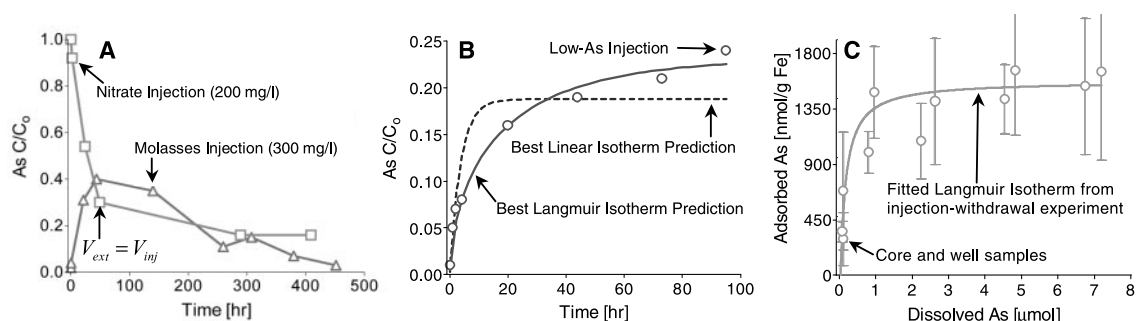 A
As C/Co
1.0
0.8
0.6
0.4
0.2
0.0
Nitrate Injection (200 mg/l)
Molasses Injection (300 mg/l)
Vext = Vinj
0 100 200 300 400 500
Time [hr]
B
As C/Co
0.25
0.20
0.15
0.10
0.05
0.00
Low-As Injection
Best Linear Isotherm Prediction
Best Langmuir Isotherm Prediction
0 20 40 60 80 100
Time [hr]
C
Adsorbed As [nmol/g Fe]
1800
1350
900
450
0
Fitted Langmuir Isotherm from
injection-withdrawal experiment
Core and well samples
0 1 2 3 4 5 6 7 8
Dissolved As [μmol]